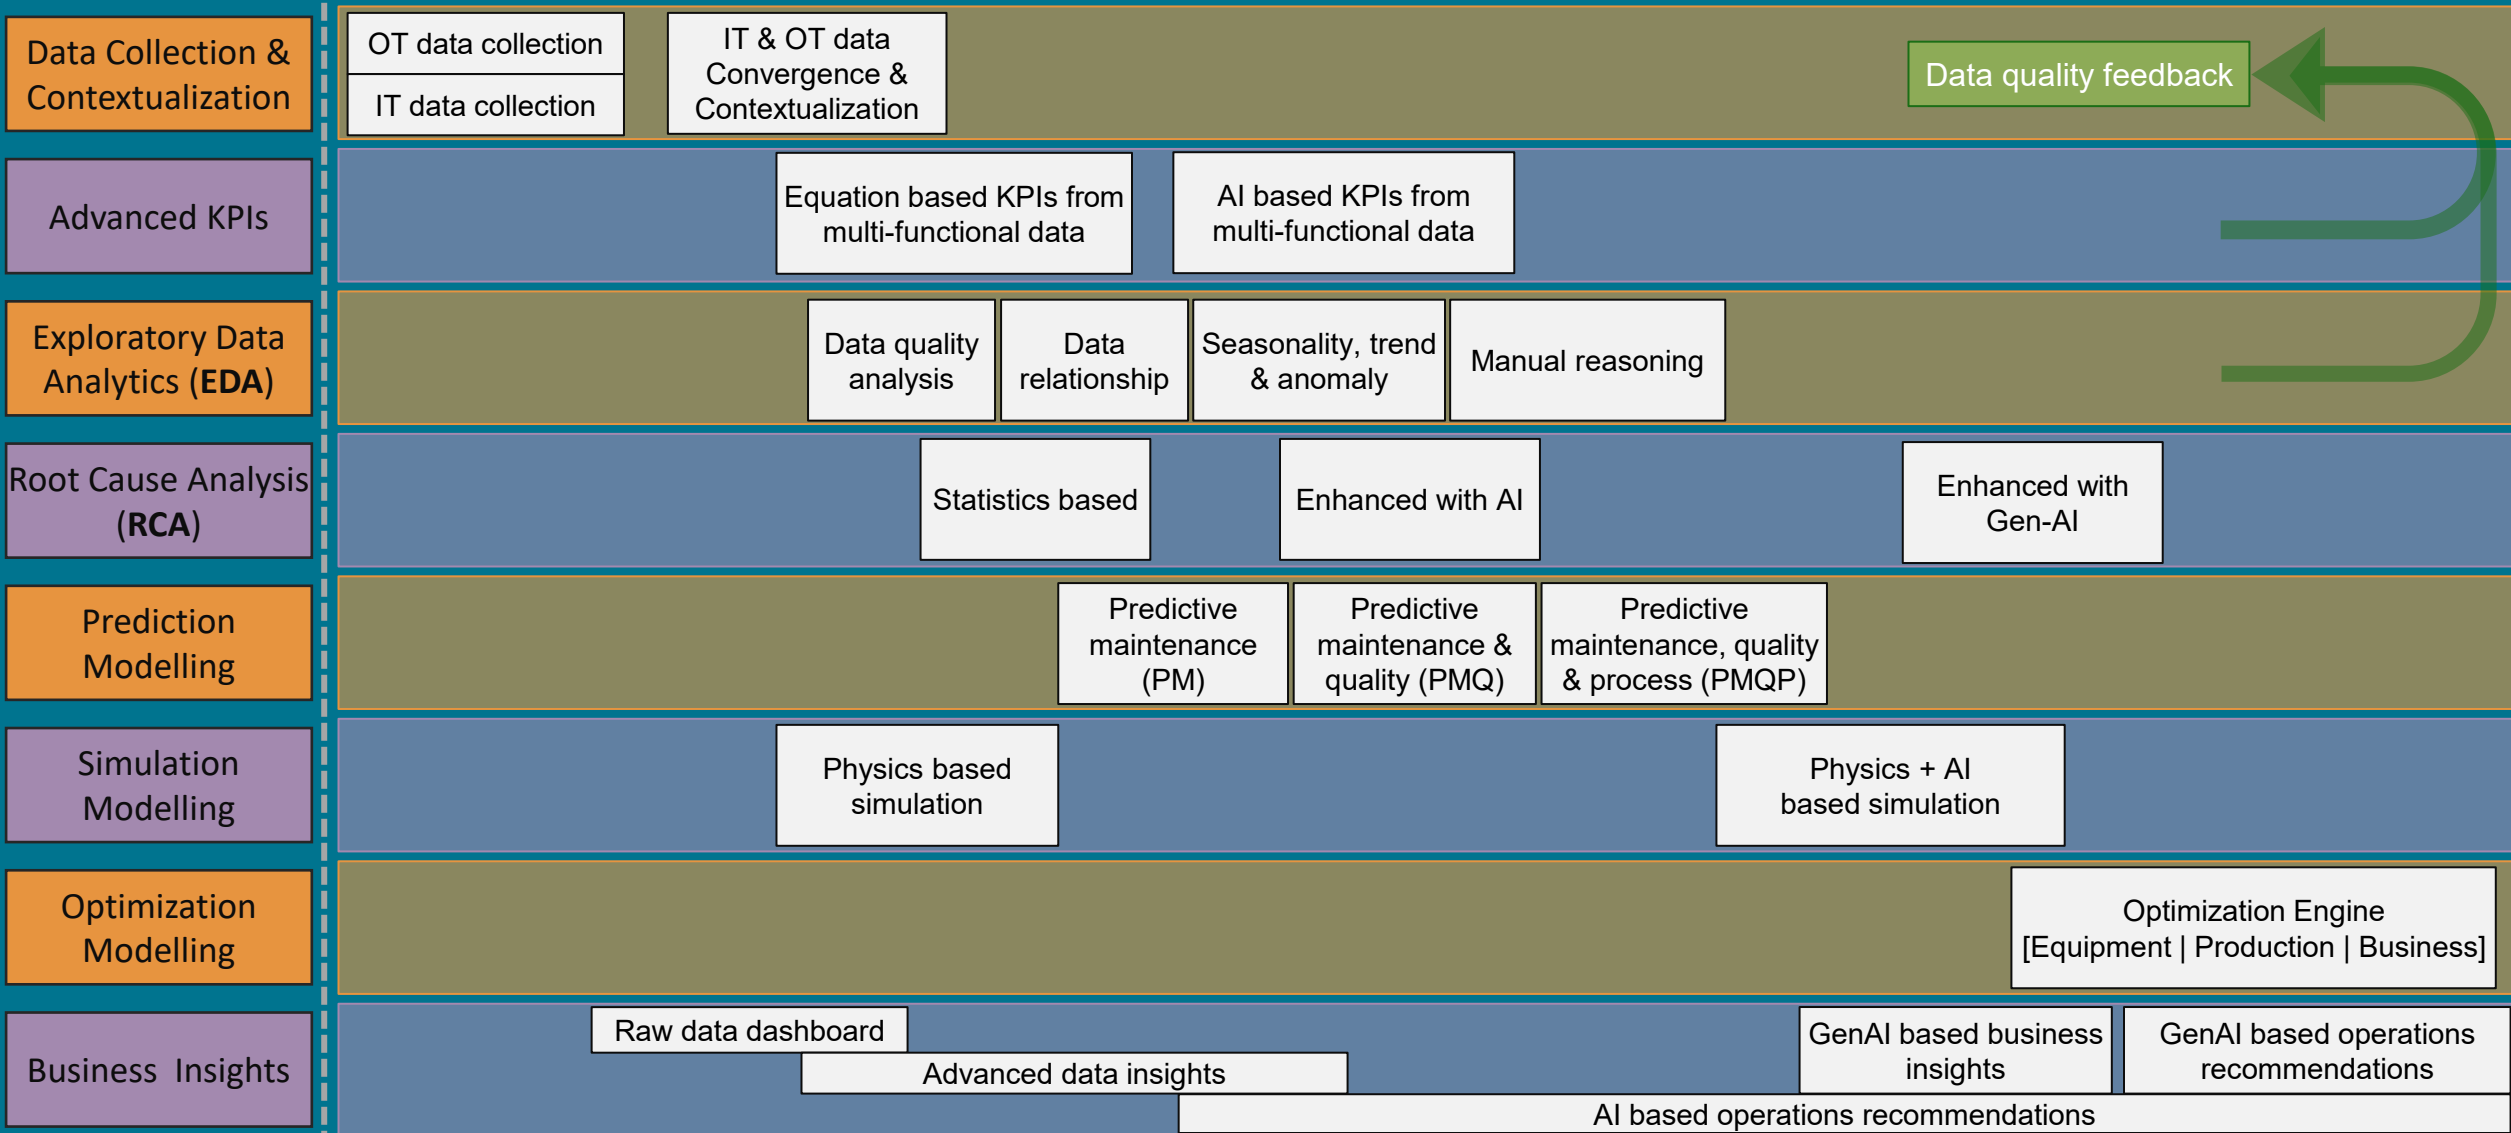 Data Collection &
Contextualization
OT data collection
IT data collection
IT & OT data
Convergence &
Contextualization
Data quality feedback
Advanced KPIs
Equation based KPIs from
multi-functional data
AI based KPIs from
multi-functional data
Exploratory Data
Analytics (EDA)
Data quality
analysis
Data
relationship
Seasonality, trend
& anomaly
Manual reasoning
Root Cause Analysis
(RCA)
Statistics based
Enhanced with AI
Enhanced with
Gen-AI
Prediction
Modelling
Predictive
maintenance
(PM)
Predictive
maintenance &
quality (PMQ)
Predictive
maintenance, quality
& process (PMQP)
Simulation
Modelling
Physics based
simulation
Physics + AI
based simulation
Optimization
Modelling
Optimization Engine
[Equipment | Production | Business]
Business  Insights
Raw data dashboard
Advanced data insights
GenAI based business
insights
GenAI based operations
recommendations
AI based operations recommendations